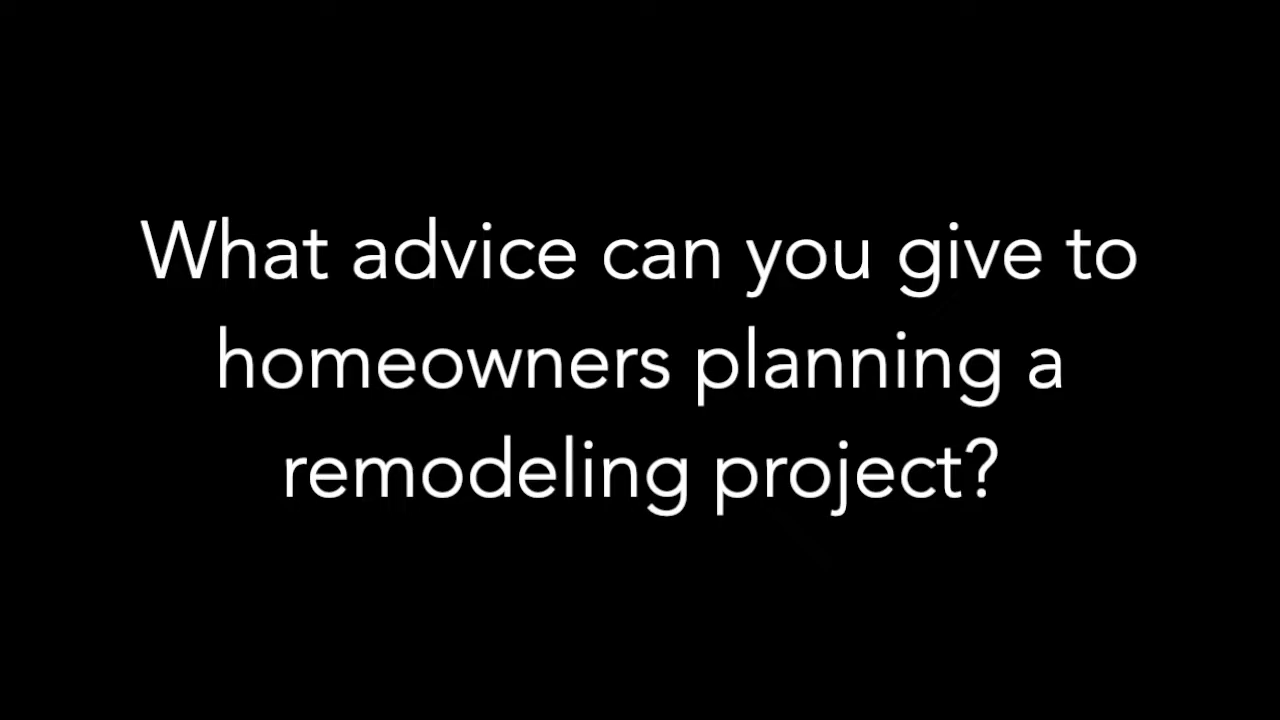 What advice can you give to
homeowners planning a
remodeling project?